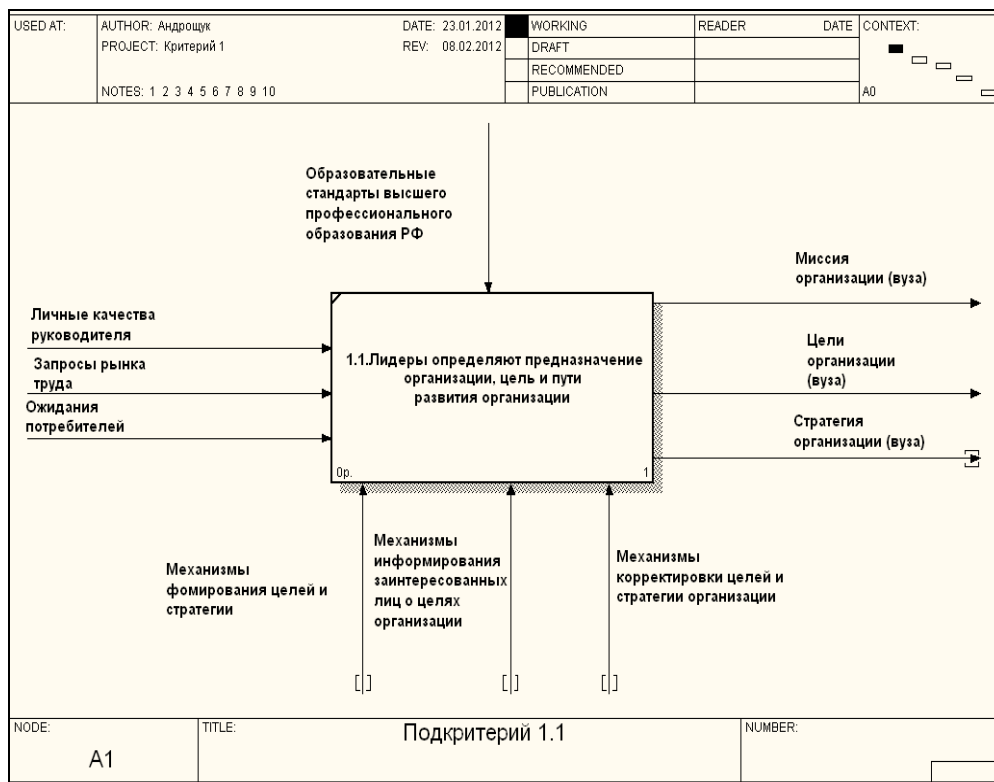 USED AT:
AUTHOR: Андрощук
DATE: 23.01.2012
PROJECT: Критерий 1
REV: 08.02.2012
NOTES: 1 2 3 4 5 6 7 8 9 10
WORKING
DRAFT
RECOMMENDED
PUBLICATION
READER
DATE
CONTEXT:
A0
Образовательные
стандарты высшего
профессионального
образования РФ
Личные качества
руководителя
Запросы рынка
труда
Ожидания
потребителей
1.1.Лидеры определяют предназначение
организации, цель и пути
развития организации
0р.
1
Миссия
организации (вуза)
Цели
организации
(вуза)
Стратегия
организации (вуза)
Механизмы
фомирования целей и
стратегии
Механизмы
информирования
заинтересованных
лиц о целях
организации
Механизмы
корректировки целей и
стратегии организации
NODE:
A1
TITLE:
Подкритерий 1.1
NUMBER: